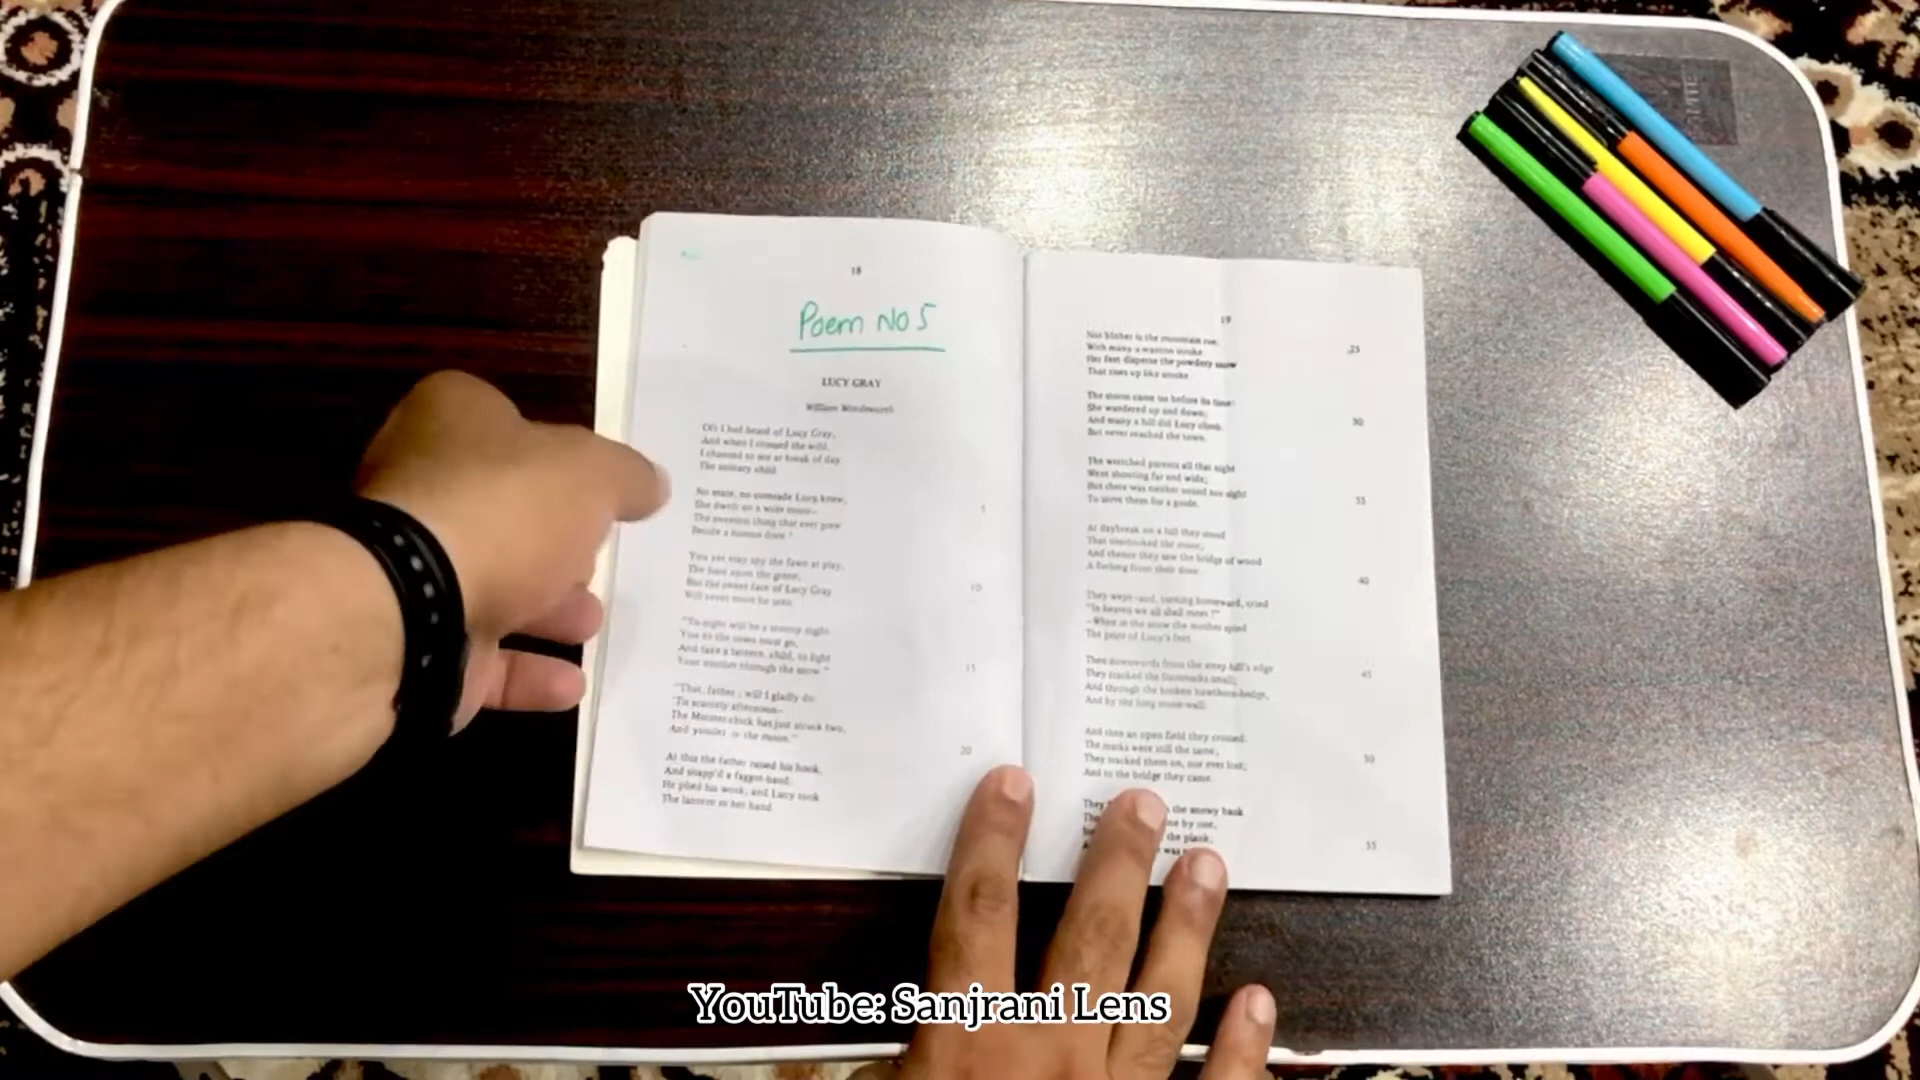 18
Poem No 5
LUCY GRAY
William Wordsworth
Oft I had heard of Lucy Gray,
And when I crossed the wild,
I chanced to see at break of day
The solitary child.
No mate, no comrade Lucy knew,
She dwelt on a wide moor—
The sweetest thing that ever grew
5
Beside a human door!
You yet may spy the fawn at play,
The hare upon the green;
But the sweet face of Lucy Gray
10
Will never more be seen.
"To-night will be a stormy night
You to the town must go,
And take a lantern, child, to light
15
Your mother through the snow."
"That, father, will I gladly do
'Tis scarcely afternoon—
The Minster-clock has just struck two,
And yonder is the moon."
20
At this the father raised his hook,
And snapp'd a faggot-band;
He plied his work, and Lucy took
The lantern in her hand
19
Not blither is the mountain roe,
With many a wanton stroke
25
Her feet disperse the powdery snow
That rises up like smoke
The storm came on before its time:
She wandered up and down;
And many a hill did Lucy climb
30
But never reached the town.
The wretched parents all that night
Went shouting far and wide;
But there was neither sound nor sight
To serve them for a guide.
35
At daybreak on a hill they stood
That overlooked the moor;
And thence they saw the bridge of wood
A furlong from their door.
40
They wept—and, turning homeward, cried
"In heaven we all shall meet!"
—When in the snow the mother spied
The print of Lucy's feet.
Then downwards from the steep hill's edge
They tracked the footmarks small;
45
And through the broken hawthorn-hedge,
And by the long stone-wall:
And then an open field they crossed:
The marks were still the same;
They tracked them on, nor ever lost;
50
And to the bridge they came.
They the snowy bank
one by one,
the plank;
55
was
YouTube: Sanjrani Lens